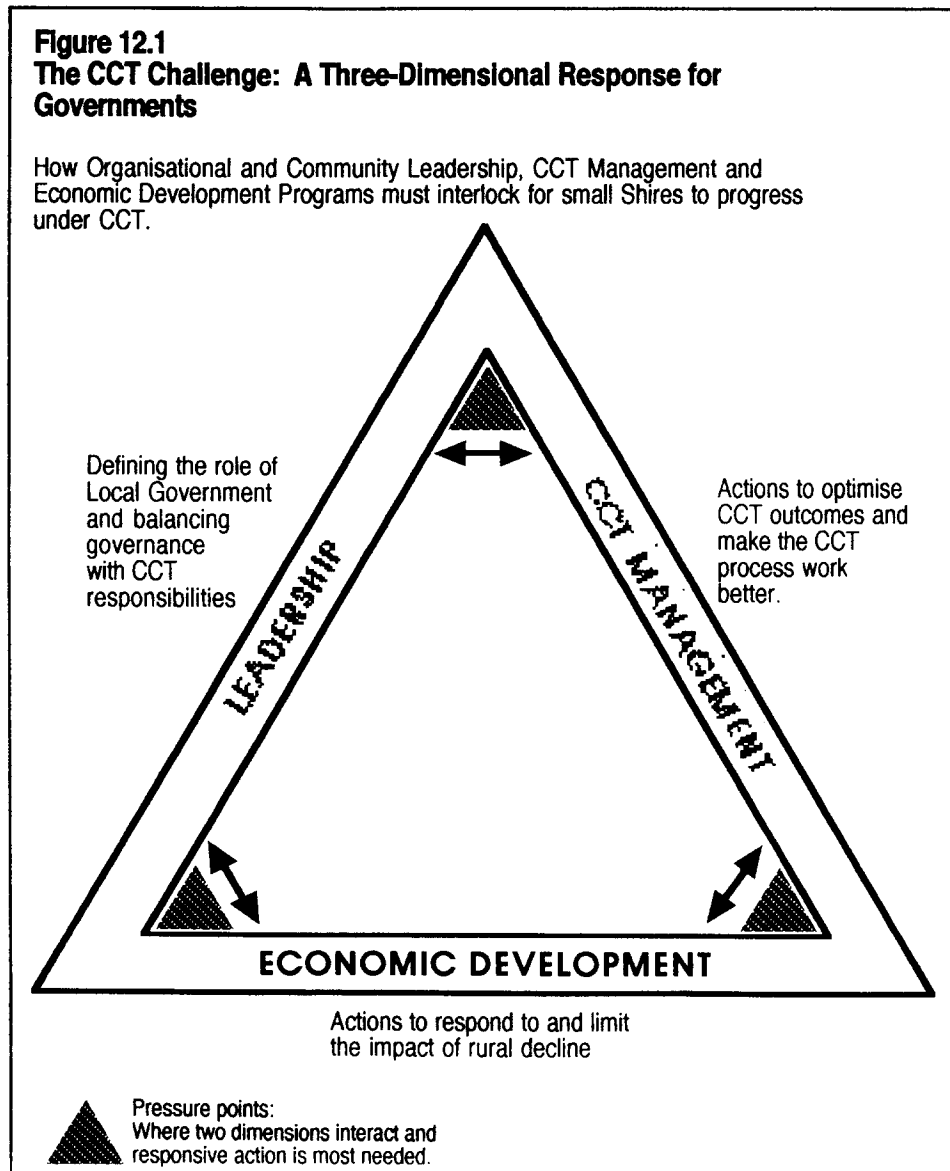 Figure 12.1
The CCT Challenge: A Three-Dimensional Response for
Governments
How Organisational and Community Leadership, CCT Management and
Economic Development Programs must interlock for small Shires to progress
under CCT.
Defining the role of
Local Government
and balancing
governance
with CCT
responsibilities
LEADERSHIP
CCT MANAGEMENT
Actions to optimise
CCT outcomes and
make the CCT
process work
better.
ECONOMIC DEVELOPMENT
Actions to respond to and limit
the impact of rural decline
Pressure points:
Where two dimensions interact and
responsive action is most needed.